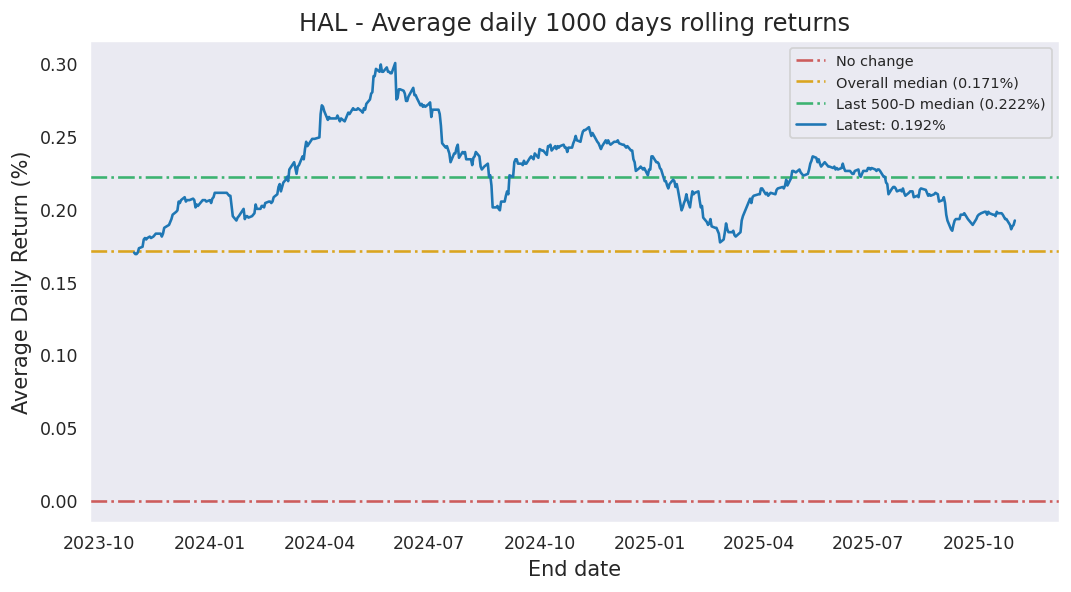 HAL - Average daily 1000 days rolling returns
No change
Overall median (0.171%)
Last 500-D median (0.222%)
Latest: 0.192%
Average Daily Return (%)
0.30
0.25
0.20
0.15
0.10
0.05
0.00
2023-10 2024-01 2024-04 2024-07 2024-10 2025-01 2025-04 2025-07 2025-10
End date